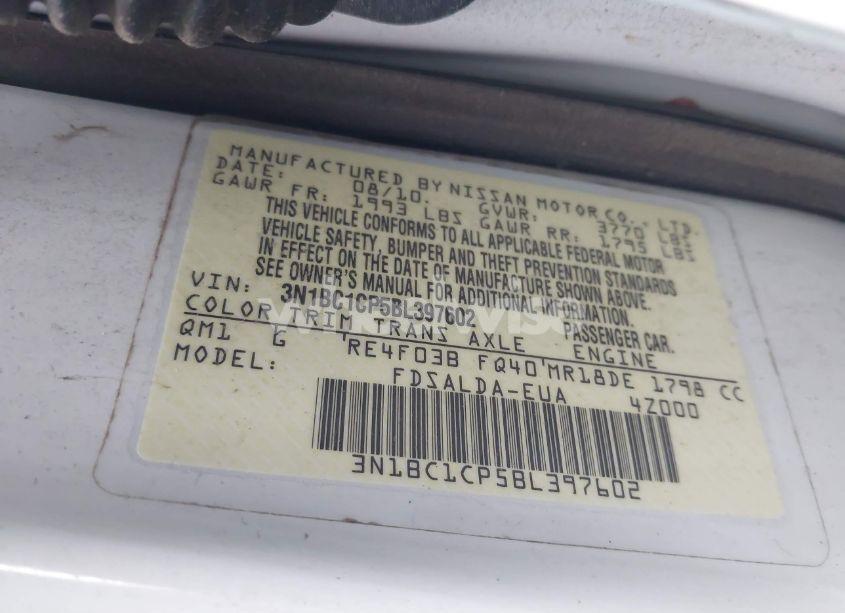 MANUFACTURED BY NISSAN MOTOR CO., LTD.
DATE: 08/10. GVWR: 3770 LBS
GAWR FR: 1993 LBS GAWR RR: 1795 LBS
THIS VEHICLE CONFORMS TO ALL APPLICABLE FEDERAL MOTOR
VEHICLE SAFETY, BUMPER AND THEFT PREVENTION STANDARDS
IN EFFECT ON THE DATE OF MANUFACTURE SHOWN ABOVE.
SEE OWNER'S MANUAL FOR ADDITIONAL INFORMATION.
VIN: 3N1BC1CP5BL397602 PASSENGER CAR.
COLOR TRIM TRANS AXLE ENGINE
QM1 G RE4F03B FQ40 MR18DE 1798 CC
MODEL: FDSALDA-EUA 4Z000
3N1BC1CP5BL397602